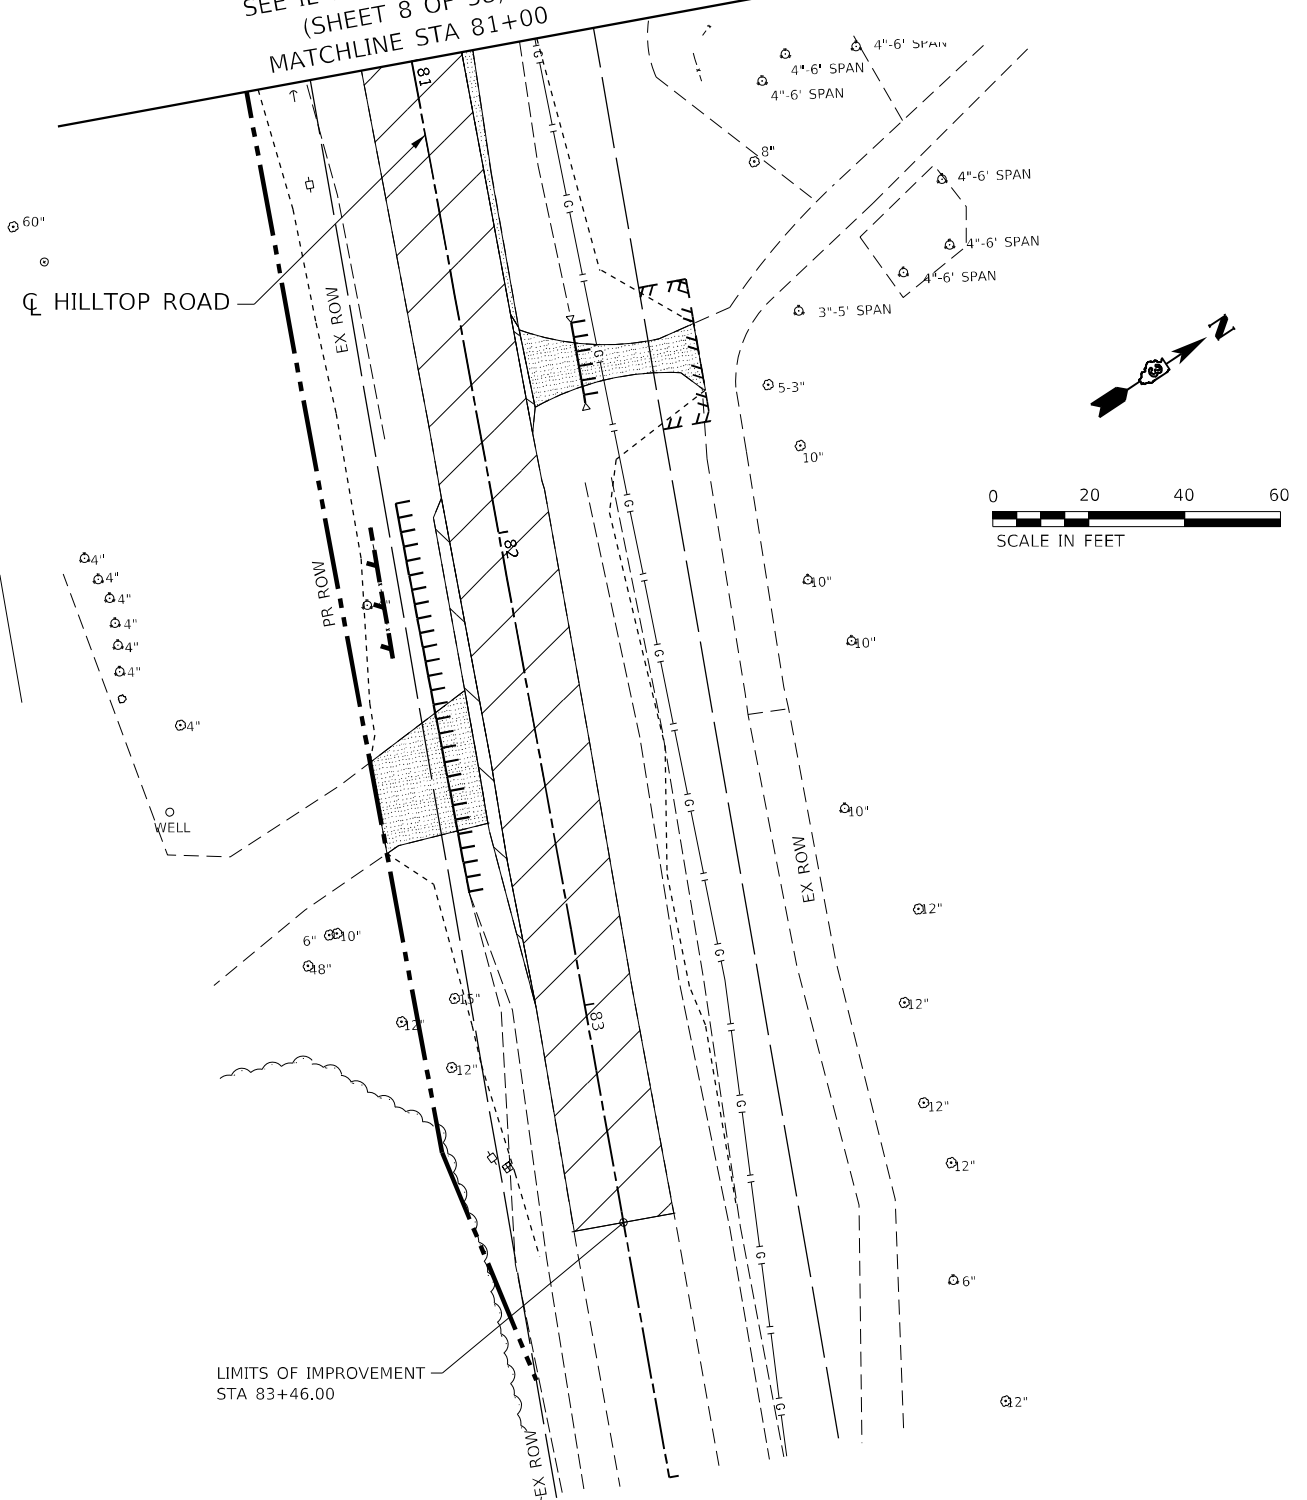 (SHEET 8 OF
MATCHLINE STA 81+00
81
G
4"-6' SPAN
4"-6' SPAN
4"-6' SPAN
8"
4"-6' SPAN
G
60"
4"-6' SPAN
4"-6' SPAN
℄ HILLTOP ROAD
EX ROW
3"-5' SPAN
N
G
5-3"
10"
0 20 40 60
SCALE IN FEET
G
82
4"
4"
4"
4"
4"
4"
PR ROW
10"
10"
G
4"
G
10"
WELL
EX ROW
12"
6"
10"
48"
G
15"
12"
12"
83
12"
G
12"
12"
G
6"
LIMITS OF IMPROVEMENT
STA 83+46.00
12"
G
EX ROW